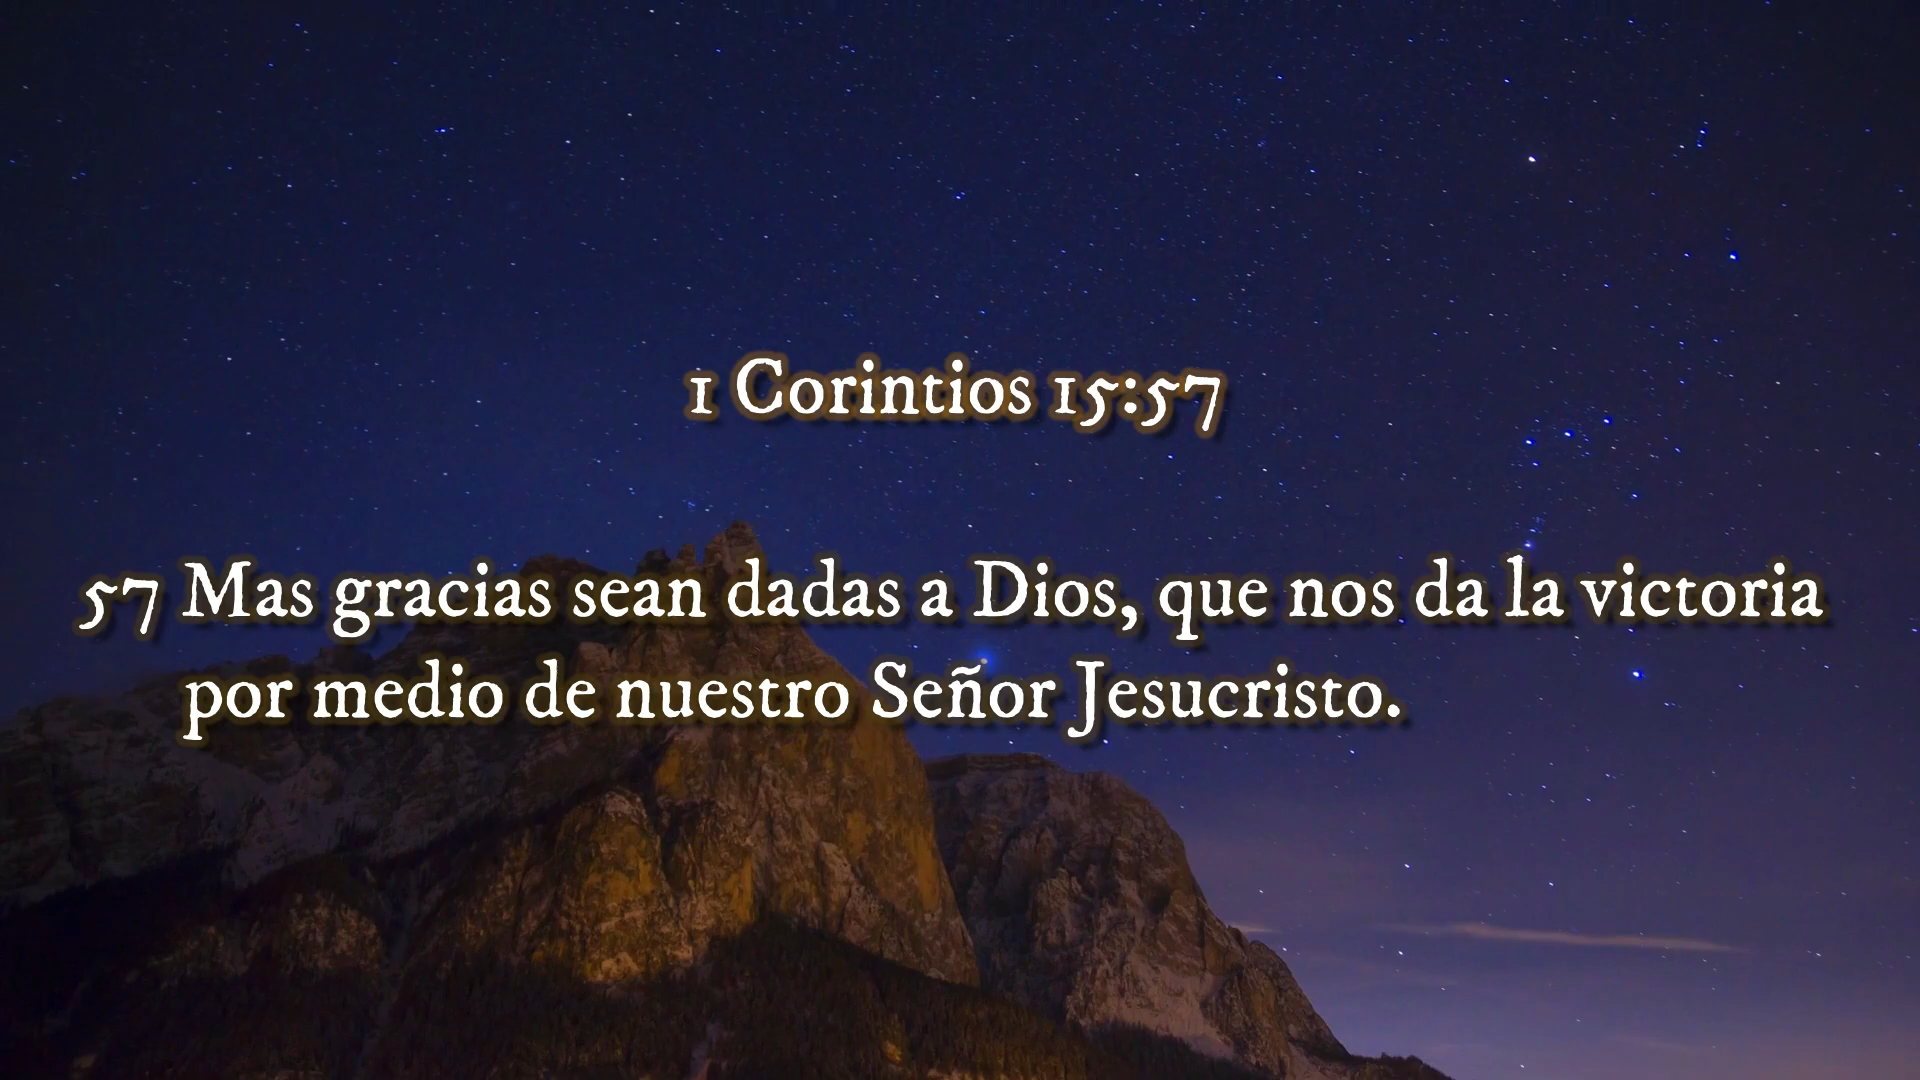 1 Corintios 15:57
57 Mas gracias sean dadas a Dios, que nos da la victoria
por medio de nuestro Señor Jesucristo.